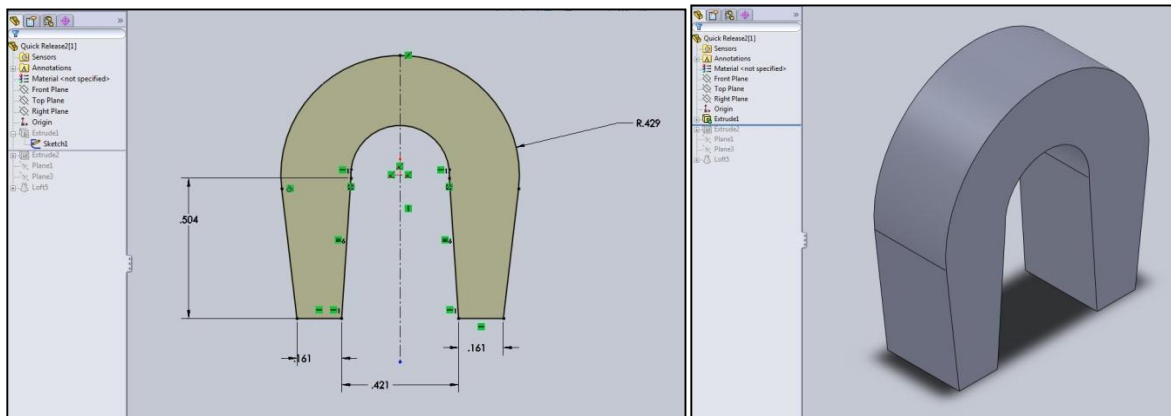 Quick Release2[1]
Sensors
Annotations
Material <not specified>
Front Plane
Top Plane
Right Plane
Origin
Extrude1
Sketch1
Extrude2
Plane1
Plane3
Loft5
R.429
.504
.161
.161
.421
Quick Release2[1]
Sensors
Annotations
Material <not specified>
Front Plane
Top Plane
Right Plane
Origin
Extrude1
Extrude2
Plane1
Plane3
Loft5